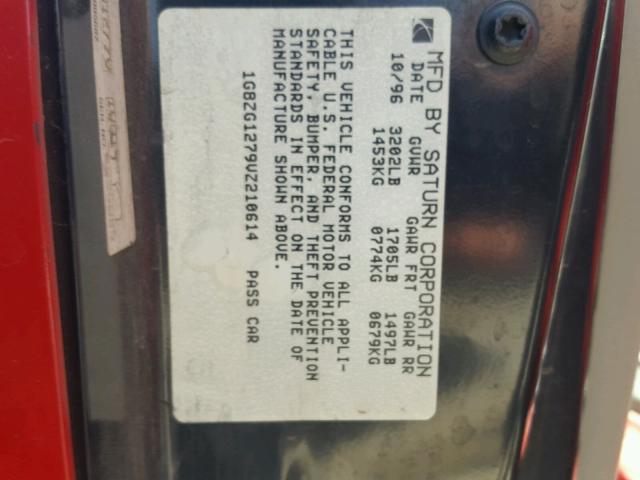 MFD BY SATURN CORPORATION
DATE GVWR GAWR FRT GAWR RR
10/96 3202LB 1705LB 1497LB
1453KG 0774KG 0679KG
THIS VEHICLE CONFORMS TO ALL APPLI-
CABLE U.S. FEDERAL MOTOR VEHICLE
SAFETY, BUMPER, AND THEFT PREVENTION
STANDARDS IN EFFECT ON THE DATE OF
MANUFACTURE SHOWN ABOVE.
1G8ZG1279VZ210614 PASS CAR